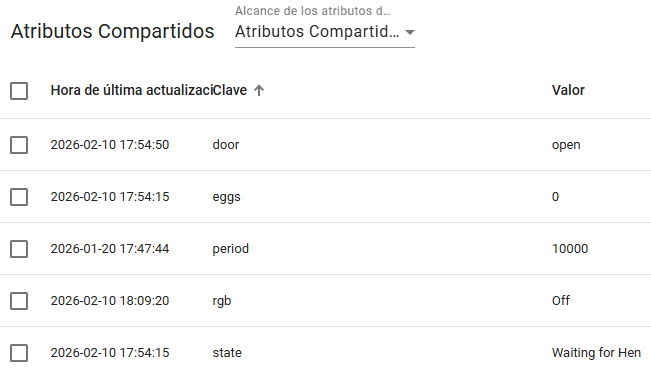 Alcance de los atributos d...
Atributos Compartidos Atributos Compartid...
Hora de última actualizaci Clave Valor
2026-02-10 17:54:50 door open
2026-02-10 17:54:15 eggs 0
2026-01-20 17:47:44 period 10000
2026-02-10 18:09:20 rgb Off
2026-02-10 17:54:15 state Waiting for Hen